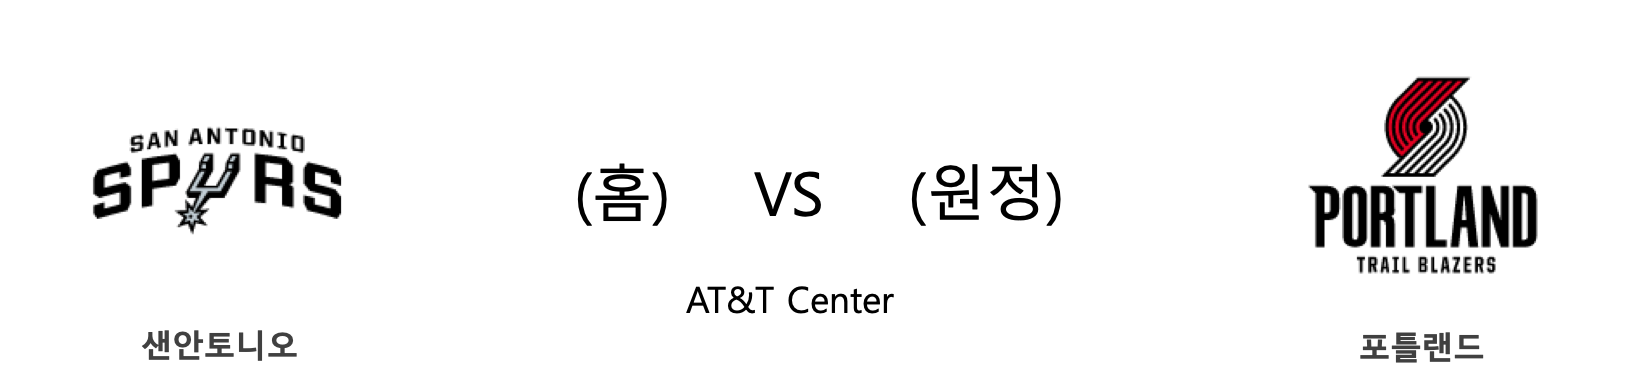 SAN ANTONIO
SPURS
(홈) VS (원정)
AT&T Center
샌안토니오
PORTLAND
TRAIL BLAZERS
포틀랜드